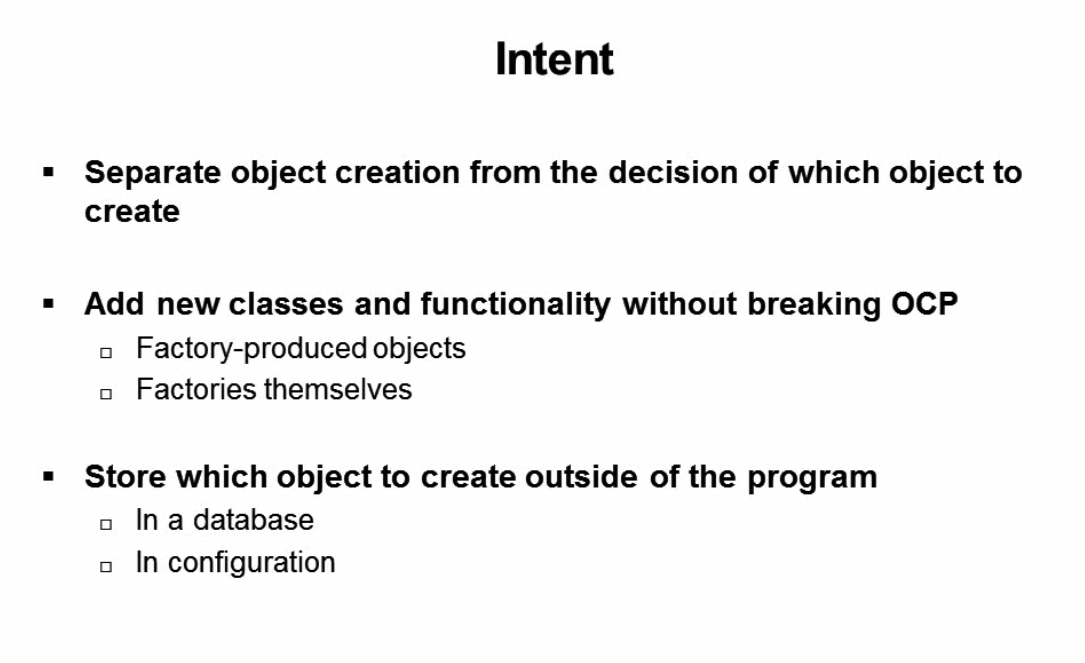 Intent
▪ Separate object creation from the decision of which object to
create
▪ Add new classes and functionality without breaking OCP
▫ Factory-produced objects
▫ Factories themselves
▪ Store which object to create outside of the program
▫ In a database
▫ In configuration